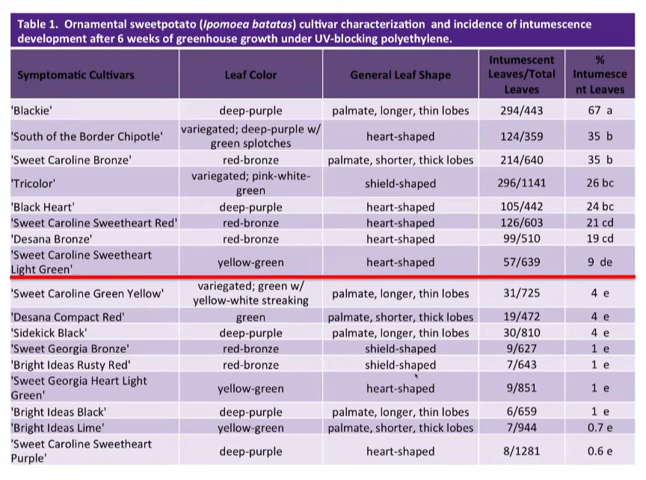 Table 1. Ornamental sweetpotato (Ipomoea batatas) cultivar characterization and incidence of intumescence
development after 6 weeks of greenhouse growth under UV-blocking polyethylene.
Symptomatic Cultivars Leaf Color General Leaf Shape Intumescent Leaves/Total Leaves % Intumesce nt Leaves
'Blackie' deep-purple palmate, longer, thin lobes 294/443 67 a
'South of the Border Chipotle' variegated; deep-purple w/ green splotches heart-shaped 124/359 35 b
'Sweet Caroline Bronze' red-bronze palmate, shorter, thick lobes 214/640 35 b
'Tricolor' variegated; pink-white-green shield-shaped 296/1141 26 bc
'Black Heart' deep-purple heart-shaped 105/442 24 bc
'Sweet Caroline Sweetheart Red' red-bronze heart-shaped 126/603 21 cd
'Desana Bronze' red-bronze heart-shaped 99/510 19 cd
'Sweet Caroline Sweetheart Light Green' yellow-green heart-shaped 57/639 9 de
'Sweet Caroline Green Yellow' variegated; green w/ yellow-white streaking palmate, longer, thin lobes 31/725 4 e
'Desana Compact Red' green palmate, shorter, thick lobes 19/472 4 e
'Sidekick Black' deep-purple palmate, longer, thin lobes 30/810 4 e
'Sweet Georgia Bronze' red-bronze shield-shaped 9/627 1 e
'Bright Ideas Rusty Red' red-bronze shield-shaped 7/643 1 e
'Sweet Georgia Heart Light Green' yellow-green heart-shaped 9/851 1 e
'Bright Ideas Black' deep-purple palmate, longer, thin lobes 6/659 1 e
'Bright Ideas Lime' yellow-green palmate, shorter, thick lobes 7/944 0.7 e
'Sweet Caroline Sweetheart Purple' deep-purple heart-shaped 8/1281 0.6 e